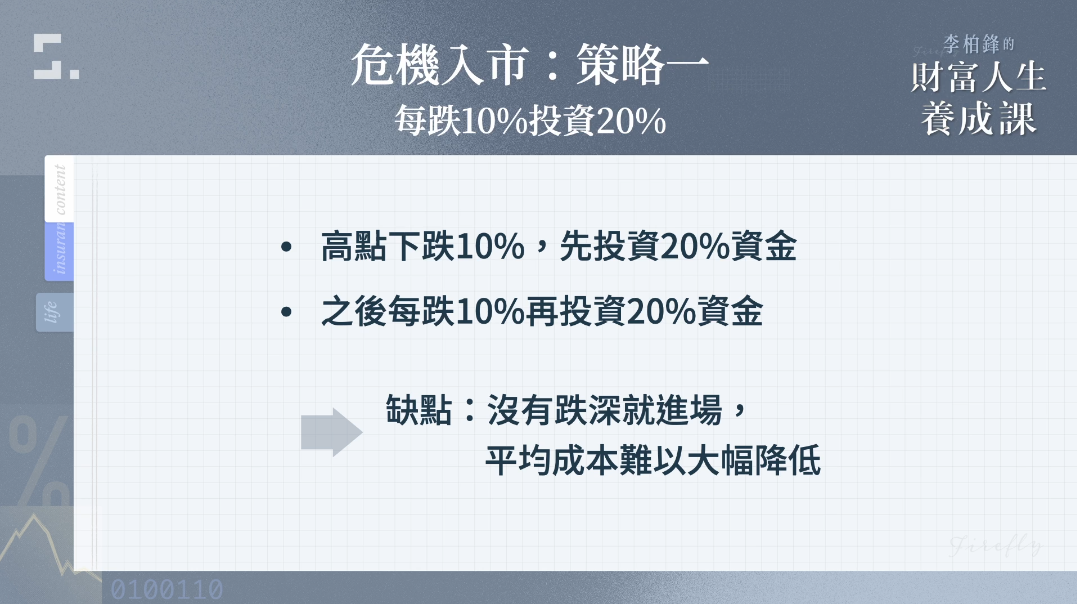 危機入市：策略一
每跌10%投資20%
李柏鋒的
財富人生
養成課
content
insuran
life
• 高點下跌10%，先投資20%資金
• 之後每跌10%再投資20%資金
缺點：沒有跌深就進場，
平均成本難以大幅降低
%
Firefly
0100110